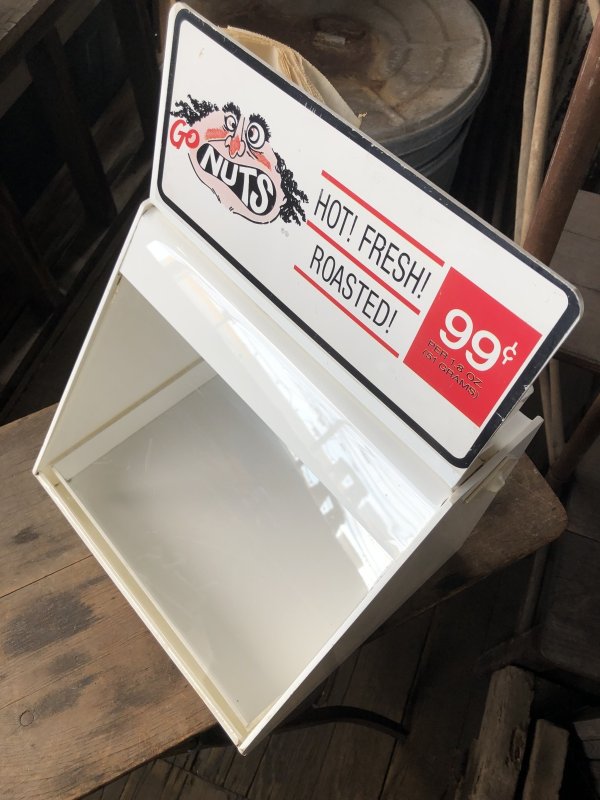 GO
NUTS
HOT! FRESH!
ROASTED!
99¢
PER 1.8 OZ.
(51 GRAMS)